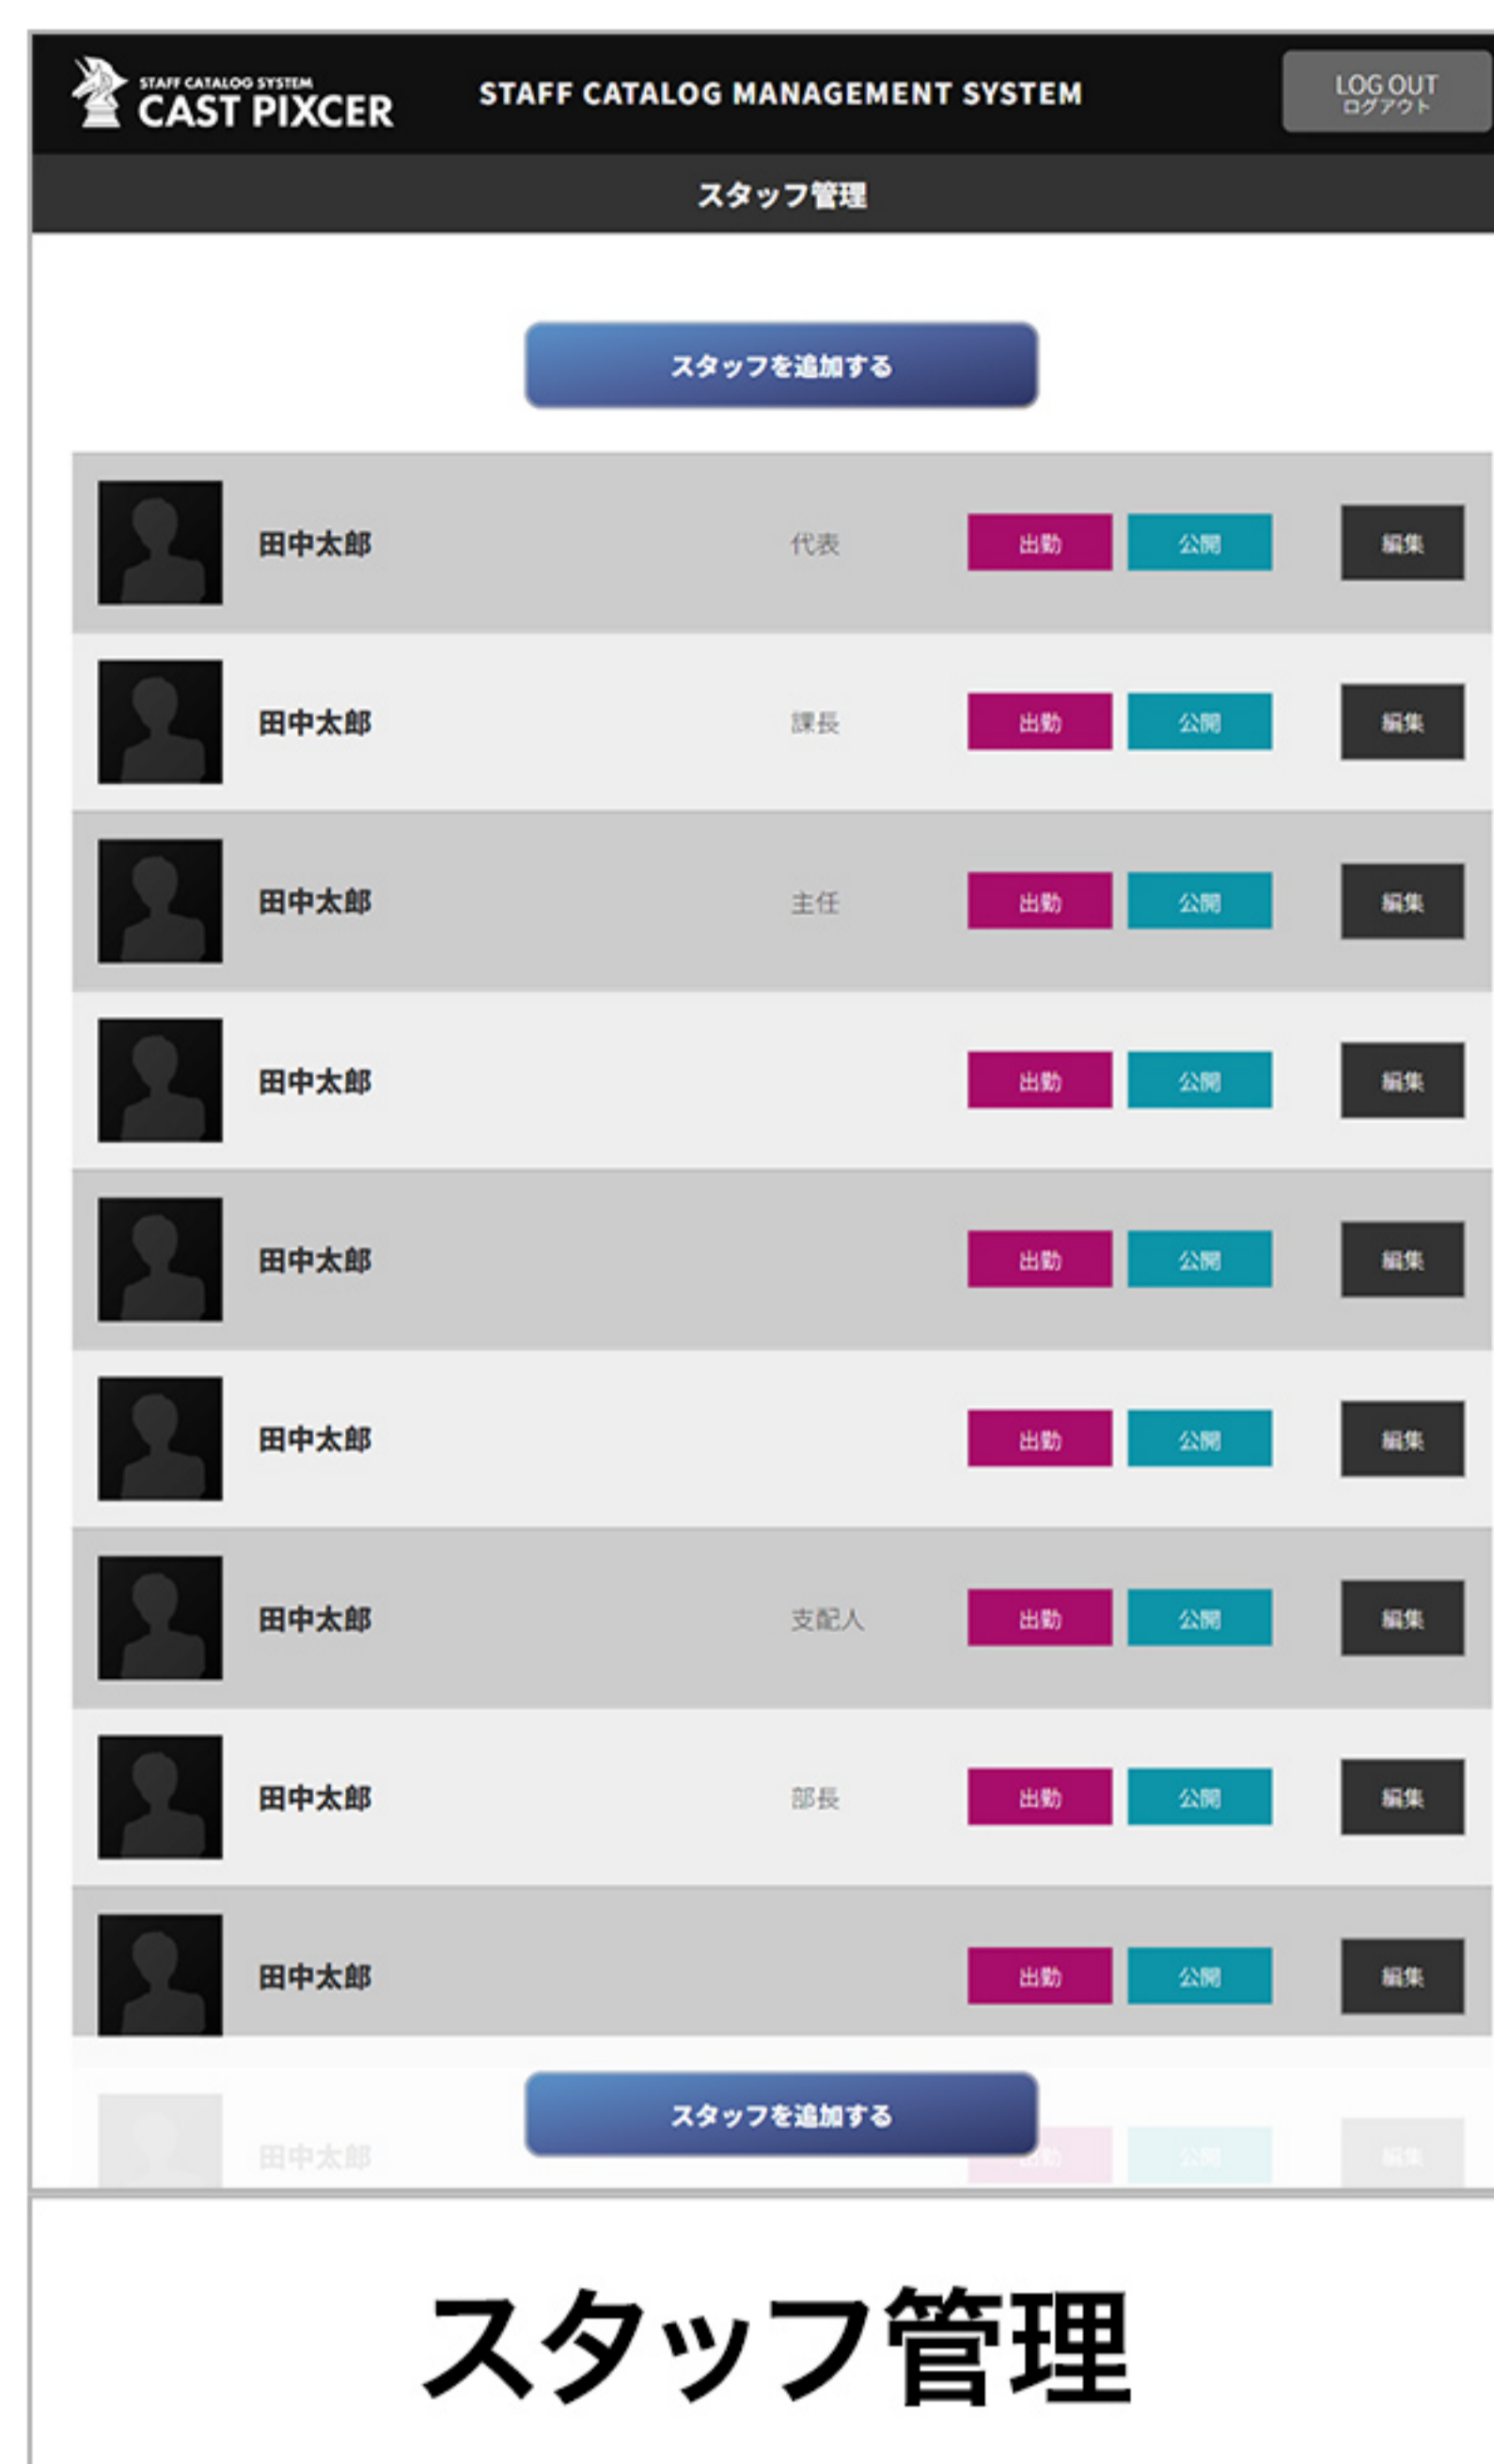 STAFF CATALOG SYSTEM
CAST PIXCER
STAFF CATALOG MANAGEMENT SYSTEM
LOG OUT
ログアウト
スタッフ管理
スタッフを追加する
田中太郎 代表 出勤 公開 編集
田中太郎 課長 出勤 公開 編集
田中太郎 主任 出勤 公開 編集
田中太郎 出勤 公開 編集
田中太郎 出勤 公開 編集
田中太郎 出勤 公開 編集
田中太郎 支配人 出勤 公開 編集
田中太郎 部長 出勤 公開 編集
田中太郎 出勤 公開 編集
スタッフを追加する
田中太郎 出勤 公開 編集
スタッフ管理